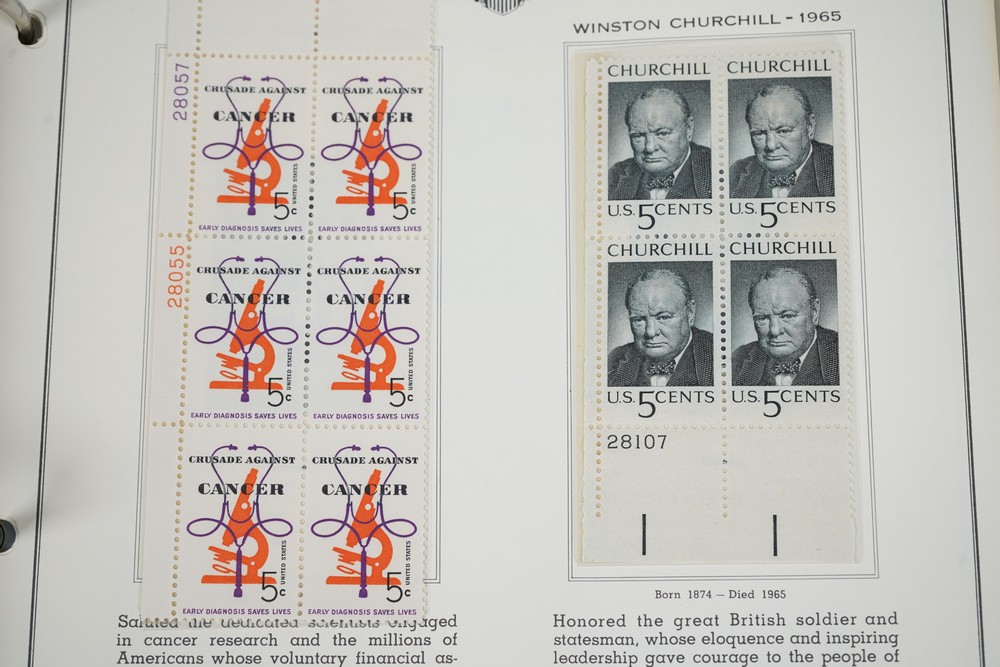 28057
28055
CRUSADE AGAINST
CANCER
UNITED STATES
5c
EARLY DIAGNOSIS SAVES LIVES
CRUSADE AGAINST
CANCER
UNITED STATES
5c
EARLY DIAGNOSIS SAVES LIVES
CRUSADE AGAINST
CANCER
UNITED STATES
5c
EARLY DIAGNOSIS SAVES LIVES
CRUSADE AGAINST
CANCER
UNITED STATES
5c
EARLY DIAGNOSIS SAVES LIVES
CRUSADE AGAINST
CANCER
UNITED STATES
5c
EARLY DIAGNOSIS SAVES LIVES
CRUSADE AGAINST
CANCER
UNITED STATES
5c
EARLY DIAGNOSIS SAVES LIVES
Saluted the dedicated scientists engaged
in cancer research and the millions of
Americans whose voluntary financial as-
WINSTON CHURCHILL - 1965
CHURCHILL
U.S. 5 CENTS
CHURCHILL
U.S. 5 CENTS
CHURCHILL
U.S. 5 CENTS
CHURCHILL
U.S. 5 CENTS
28107
Born 1874 — Died 1965
Honored the great British soldier and
statesman, whose eloquence and inspiring
leadership gave courage to the people of